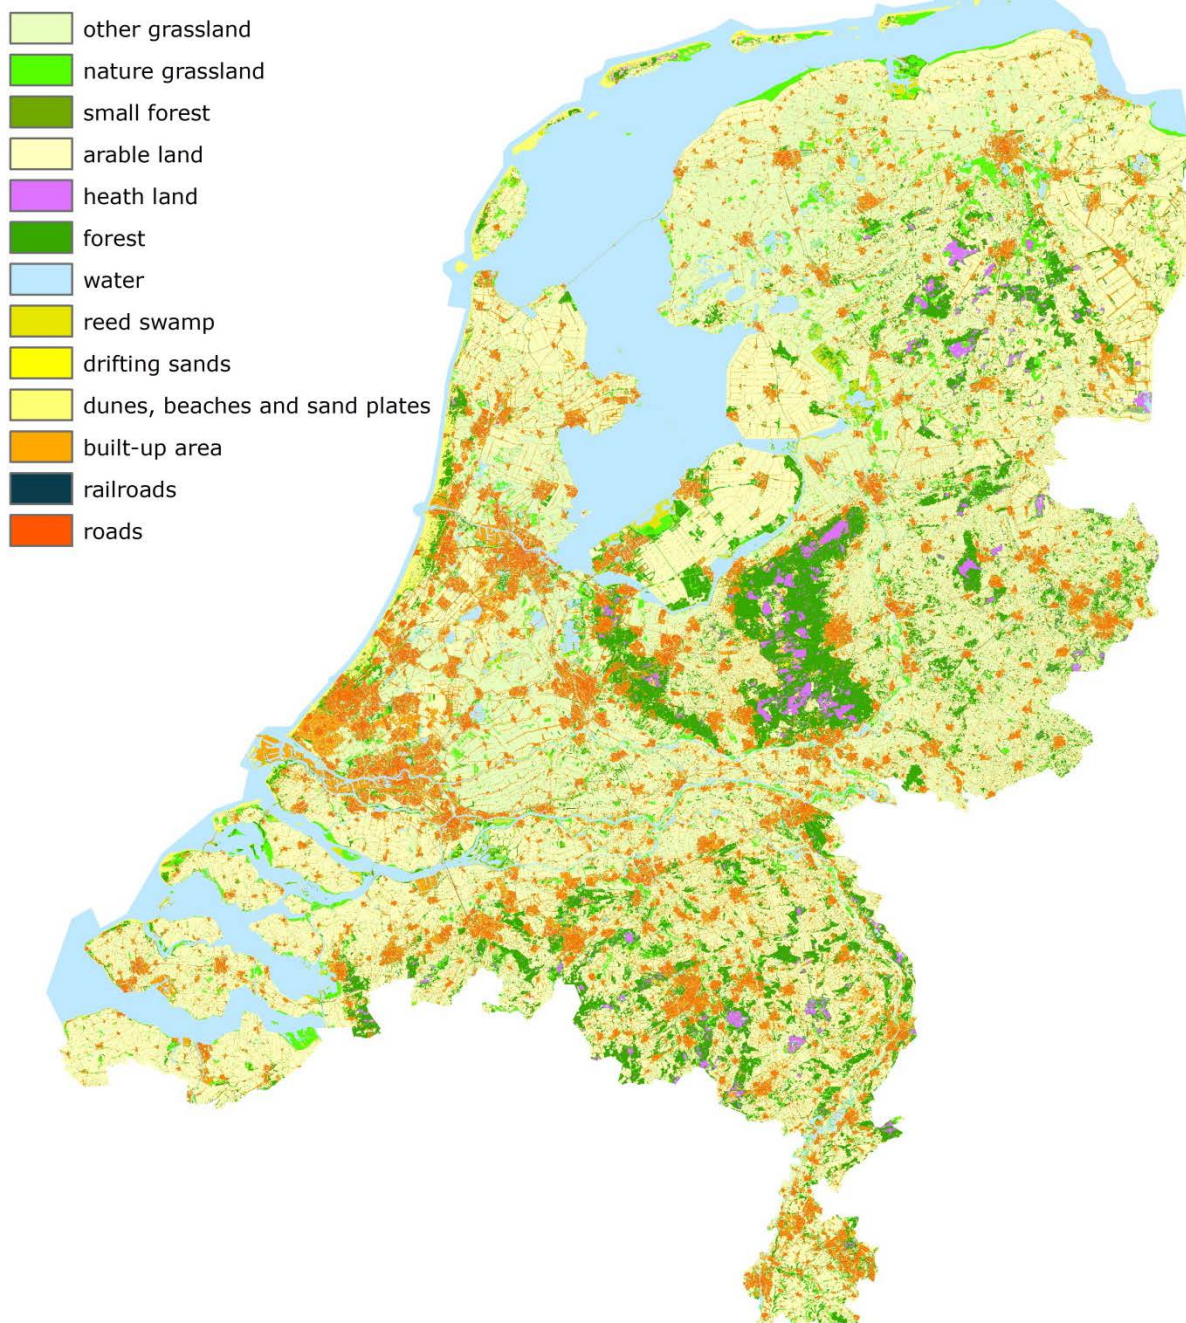 other grassland
nature grassland
small forest
arable land
heath land
forest
water
reed swamp
drifting sands
dunes, beaches and sand plates
built-up area
railroads
roads